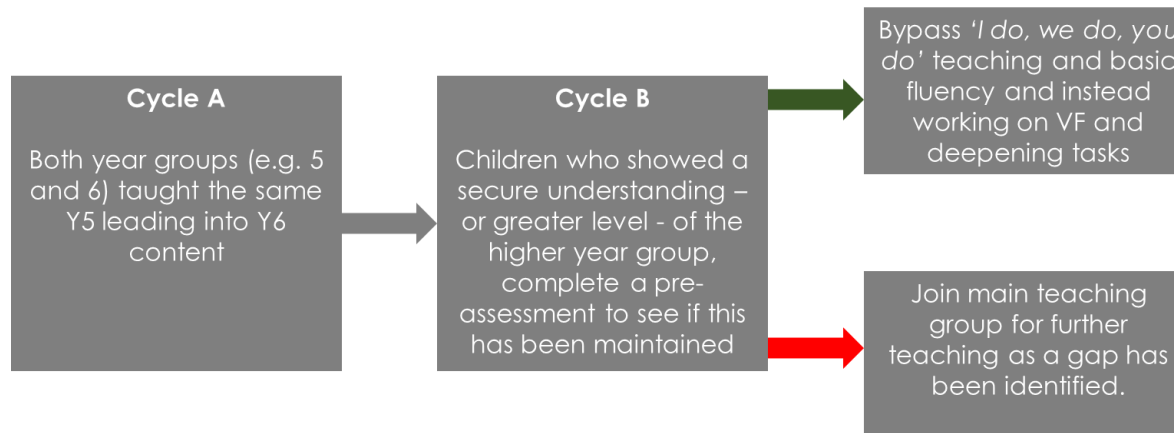 Cycle A
Both year groups (e.g. 5
and 6) taught the same
Y5 leading into Y6
content
Cycle B
Children who showed a
secure understanding –
or greater level - of the
higher year group,
complete a pre-
assessment to see if this
has been maintained
Bypass ‘I do, we do, you
do’ teaching and basic
fluency and instead
working on VF and
deepening tasks
Join main teaching
group for further
teaching as a gap has
been identified.